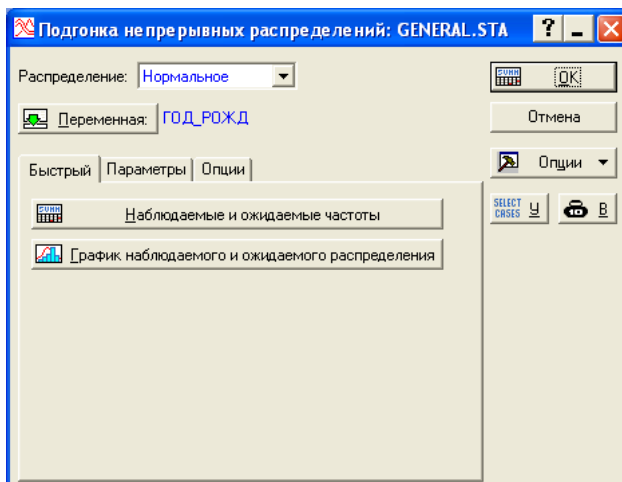 Подгонка непрерывных распределений: GENERAL.STA
Распределение: Нормальное
OK
Переменная: ГОД_РОЖД
Отмена
Быстрый Параметры Опции
Опции
Наблюдаемые и ожидаемые частоты
SELECT CASES У В
График наблюдаемого и ожидаемого распределения